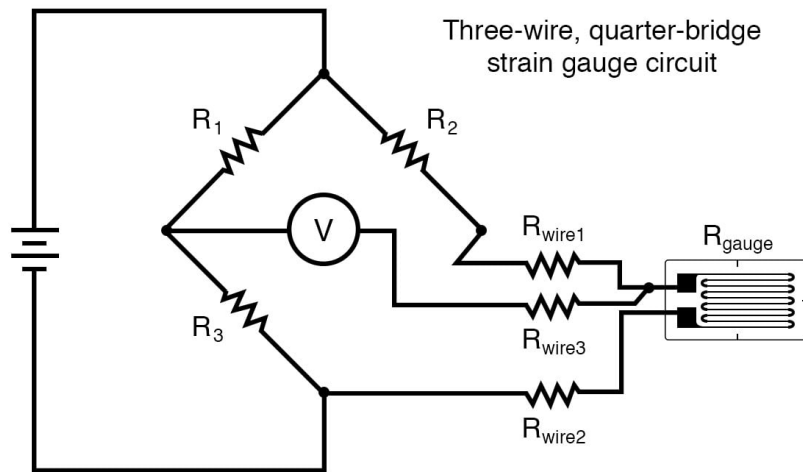 Three-wire, quarter-bridge
strain gauge circuit
R1
R2
V
Rwire1
Rgauge
R3
Rwire3
Rwire2